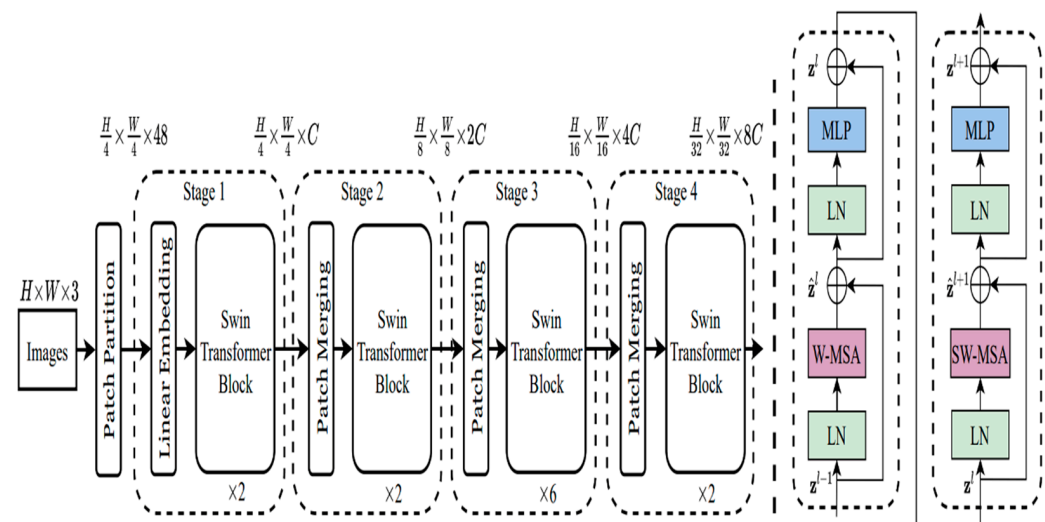 H/4 × W/4 × 48
H/4 × W/4 × C
H/8 × W/8 × 2C
H/16 × W/16 × 4C
H/32 × W/32 × 8C
Stage 1
Stage 2
Stage 3
Stage 4
H×W×3
Images
Patch Partition
Linear Embedding
Swin
Transformer
Block
×2
Patch Merging
Swin
Transformer
Block
×2
Patch Merging
Swin
Transformer
Block
×6
Patch Merging
Swin
Transformer
Block
×2
z^l
MLP
LN
ẑ^l
W-MSA
LN
z^{l-1}
z^{l+1}
MLP
LN
ẑ^{l+1}
SW-MSA
LN
z^l